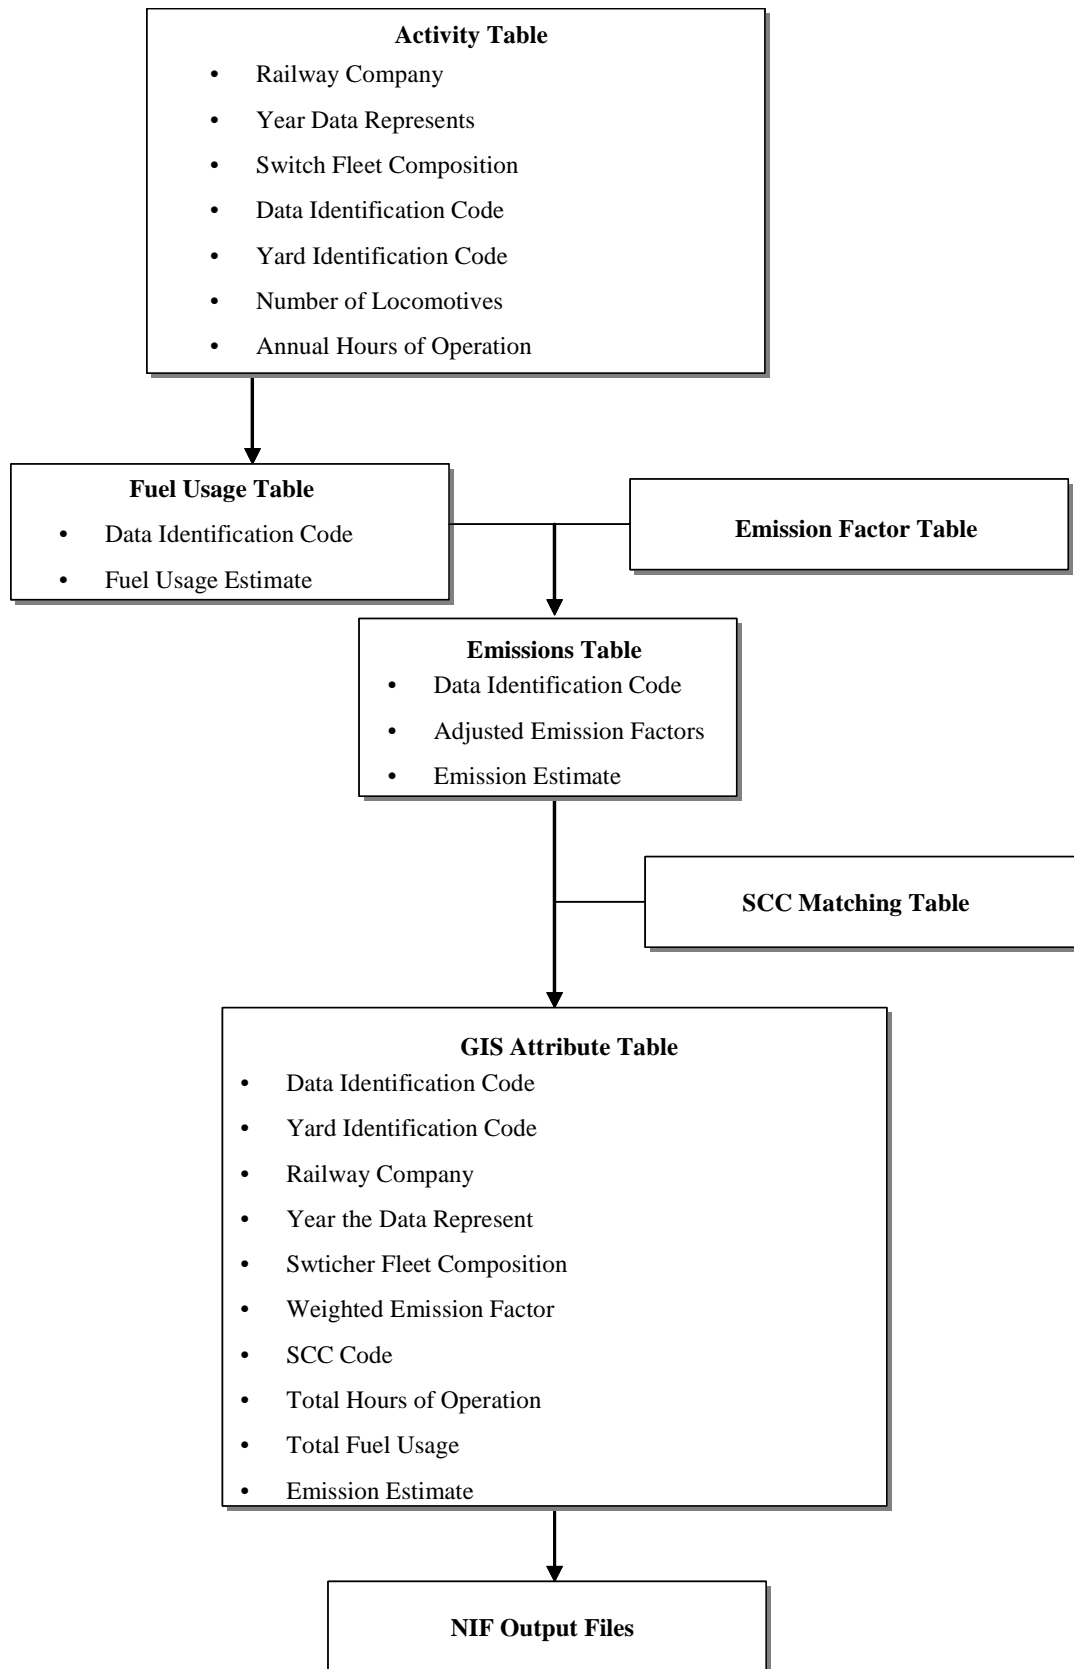 Activity Table
• Railway Company
• Year Data Represents
• Switch Fleet Composition
• Data Identification Code
• Yard Identification Code
• Number of Locomotives
• Annual Hours of Operation
Fuel Usage Table
• Data Identification Code
• Fuel Usage Estimate
Emission Factor Table
Emissions Table
• Data Identification Code
• Adjusted Emission Factors
• Emission Estimate
SCC Matching Table
GIS Attribute Table
• Data Identification Code
• Yard Identification Code
• Railway Company
• Year the Data Represent
• Swticher Fleet Composition
• Weighted Emission Factor
• SCC Code
• Total Hours of Operation
• Total Fuel Usage
• Emission Estimate
NIF Output Files